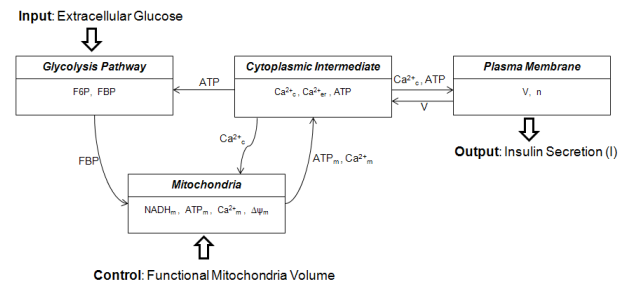 Input: Extracellular Glucose
Glycolysis Pathway
F6P, FBP
ATP
Cytoplasmic Intermediate
Ca²⁺c, Ca²⁺er, ATP
Ca²⁺c, ATP
V
Plasma Membrane
V, n
Output: Insulin Secretion (I)
FBP
Ca²⁺c
ATPm, Ca²⁺m
Mitochondria
NADHm, ATPm, Ca²⁺m, Δψm
Control: Functional Mitochondria Volume